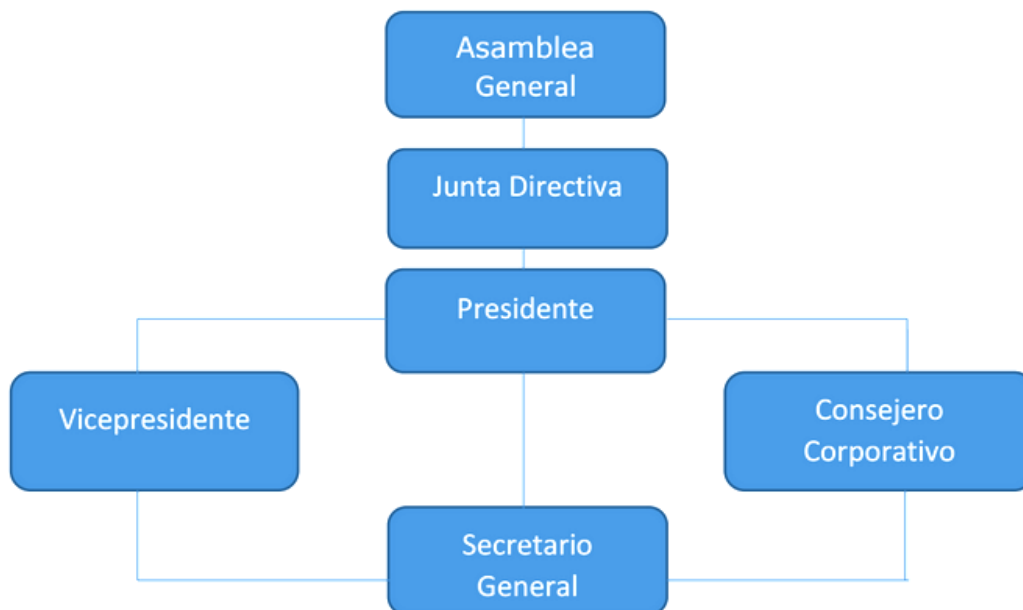 Asamblea
General
Junta Directiva
Presidente
Vicepresidente
Consejero
Corporativo
Secretario
General